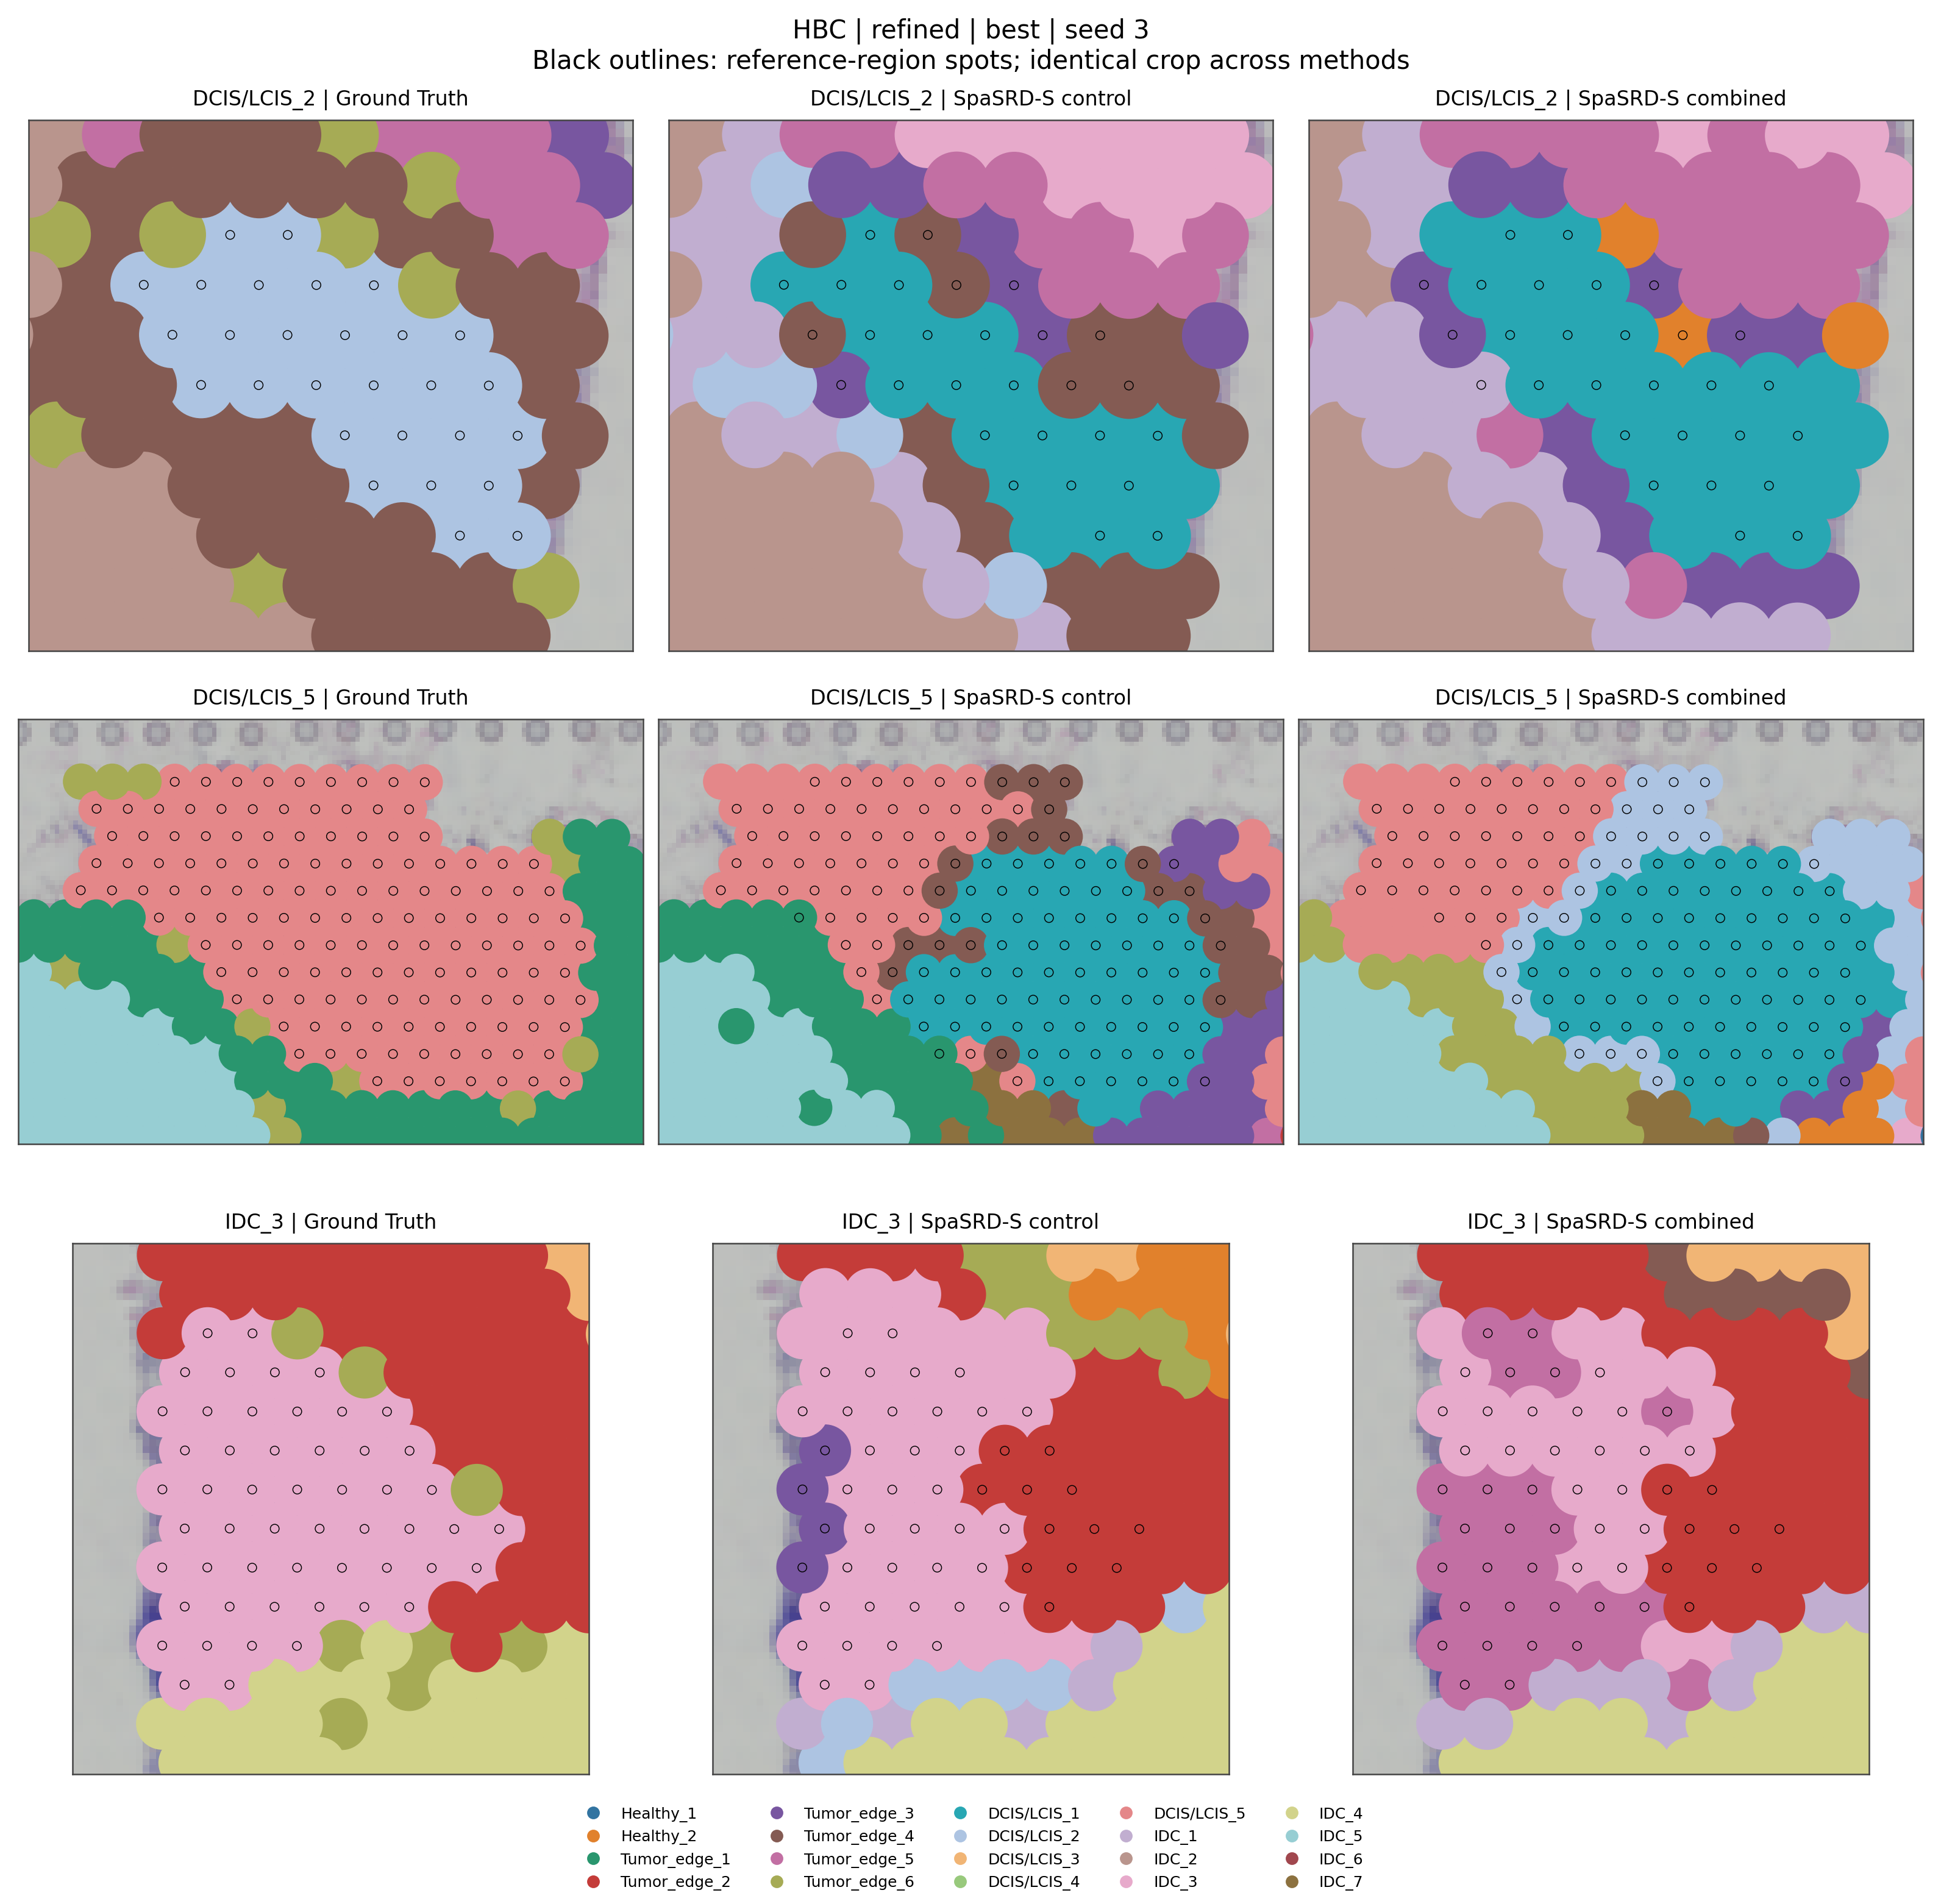 HBC | refined | best | seed 3
Black outlines: reference-region spots; identical crop across methods
DCIS/LCIS_2 | Ground Truth
DCIS/LCIS_2 | SpaSRD-S control
DCIS/LCIS_2 | SpaSRD-S combined
DCIS/LCIS_5 | Ground Truth
DCIS/LCIS_5 | SpaSRD-S control
DCIS/LCIS_5 | SpaSRD-S combined
IDC_3 | Ground Truth
IDC_3 | SpaSRD-S control
IDC_3 | SpaSRD-S combined
Healthy_1
Healthy_2
Tumor_edge_1
Tumor_edge_2
Tumor_edge_3
Tumor_edge_4
Tumor_edge_5
Tumor_edge_6
DCIS/LCIS_1
DCIS/LCIS_2
DCIS/LCIS_3
DCIS/LCIS_4
DCIS/LCIS_5
IDC_1
IDC_2
IDC_3
IDC_4
IDC_5
IDC_6
IDC_7